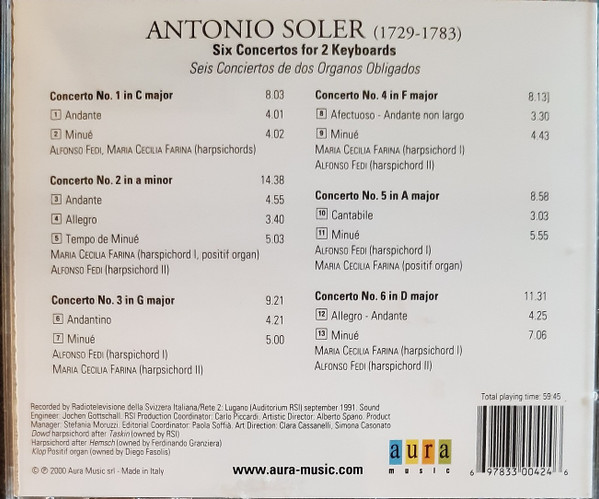 ANTONIO SOLER (1729-1783)
Six Concertos for 2 Keyboards
Seis Conciertos de dos Organos Obligados
Concerto No. 1 in C major 8.03
1 Andante 4.01
2 Minué 4.02
ALFONSO FEDI, MARIA CECILIA FARINA (harpsichords)
Concerto No. 2 in a minor 14.38
3 Andante 4.55
4 Allegro 3.40
5 Tempo de Minué 5.03
MARIA CECILIA FARINA (harspichord I, positif organ)
ALFONSO FEDI (harpsichord II)
Concerto No. 3 in G major 9.21
6 Andantino 4.21
7 Minué 5.00
ALFONSO FEDI (harspichord I)
MARIA CECILIA FARINA (harpsichord II)
Concerto No. 4 in F major 8.13)
8 Afectuoso - Andante non largo 3.30
9 Minué 4.43
MARIA CECILIA FARINA (harpsichord I)
ALFONSO FEDI (harpsichord II)
Concerto No. 5 in A major 8.58
10 Cantabile 3.03
11 Minué 5.55
ALFONSO FEDI (harpsichord I)
MARIA CECILIA FARINA (positif organ)
Concerto No. 6 in D major 11.31
12 Allegro - Andante 4.25
13 Minué 7.06
MARIA CECILIA FARINA (harpsichord I)
ALFONSO FEDI (harpsichord II)
Recorded by Radiotelevisione della Svizzera Italiana/Rete 2: Lugano (Auditorium RSI) september 1991. Sound
Engineer: Jochen Gottschall. RSI Production Coordinator: Carlo Piccardi. Artistic Director: Alberto Spano. Product
Manager: Stefania Moruzzi. Editorial Coordinator: Paola Soffià. Art Direction: Clara Cassanelli, Simona Casonato
Dowd harpsichord after Taskin (owned by RSI)
Harpsichord after Hemsch (owned by Ferdinando Granziera)
Klop Positif organ (owned by Diego Fasolis)
© ℗ 2000 Aura Music srl - Made in Italy
www.aura-music.com
aura
music
Total playing time: 59:45
6 97833 00424 6